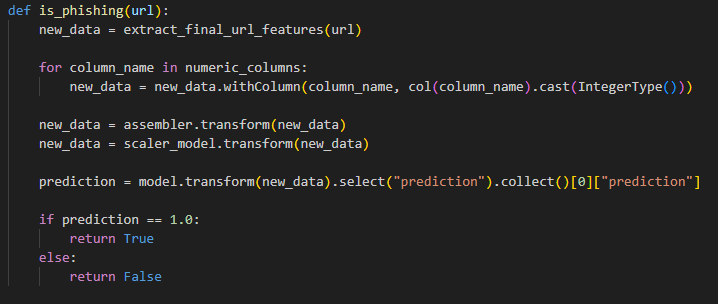 def is_phishing(url):
    new_data = extract_final_url_features(url)
    for column_name in numeric_columns:
        new_data = new_data.withColumn(column_name, col(column_name).cast(IntegerType()))
    new_data = assembler.transform(new_data)
    new_data = scaler_model.transform(new_data)
    prediction = model.transform(new_data).select("prediction").collect()[0]["prediction"]
    if prediction == 1.0:
        return True
    else:
        return False